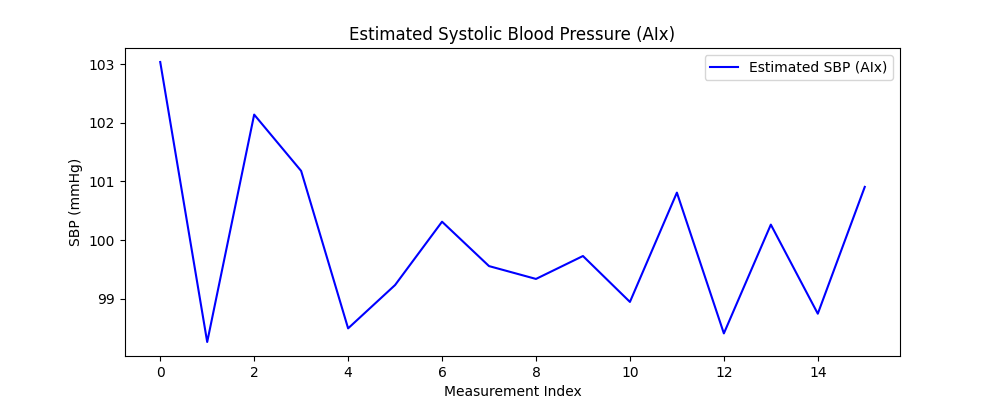 Estimated Systolic Blood Pressure (AIx)
Estimated SBP (AIx)
SBP (mmHg)
103
102
101
100
99
0 2 4 6 8 10 12 14
Measurement Index